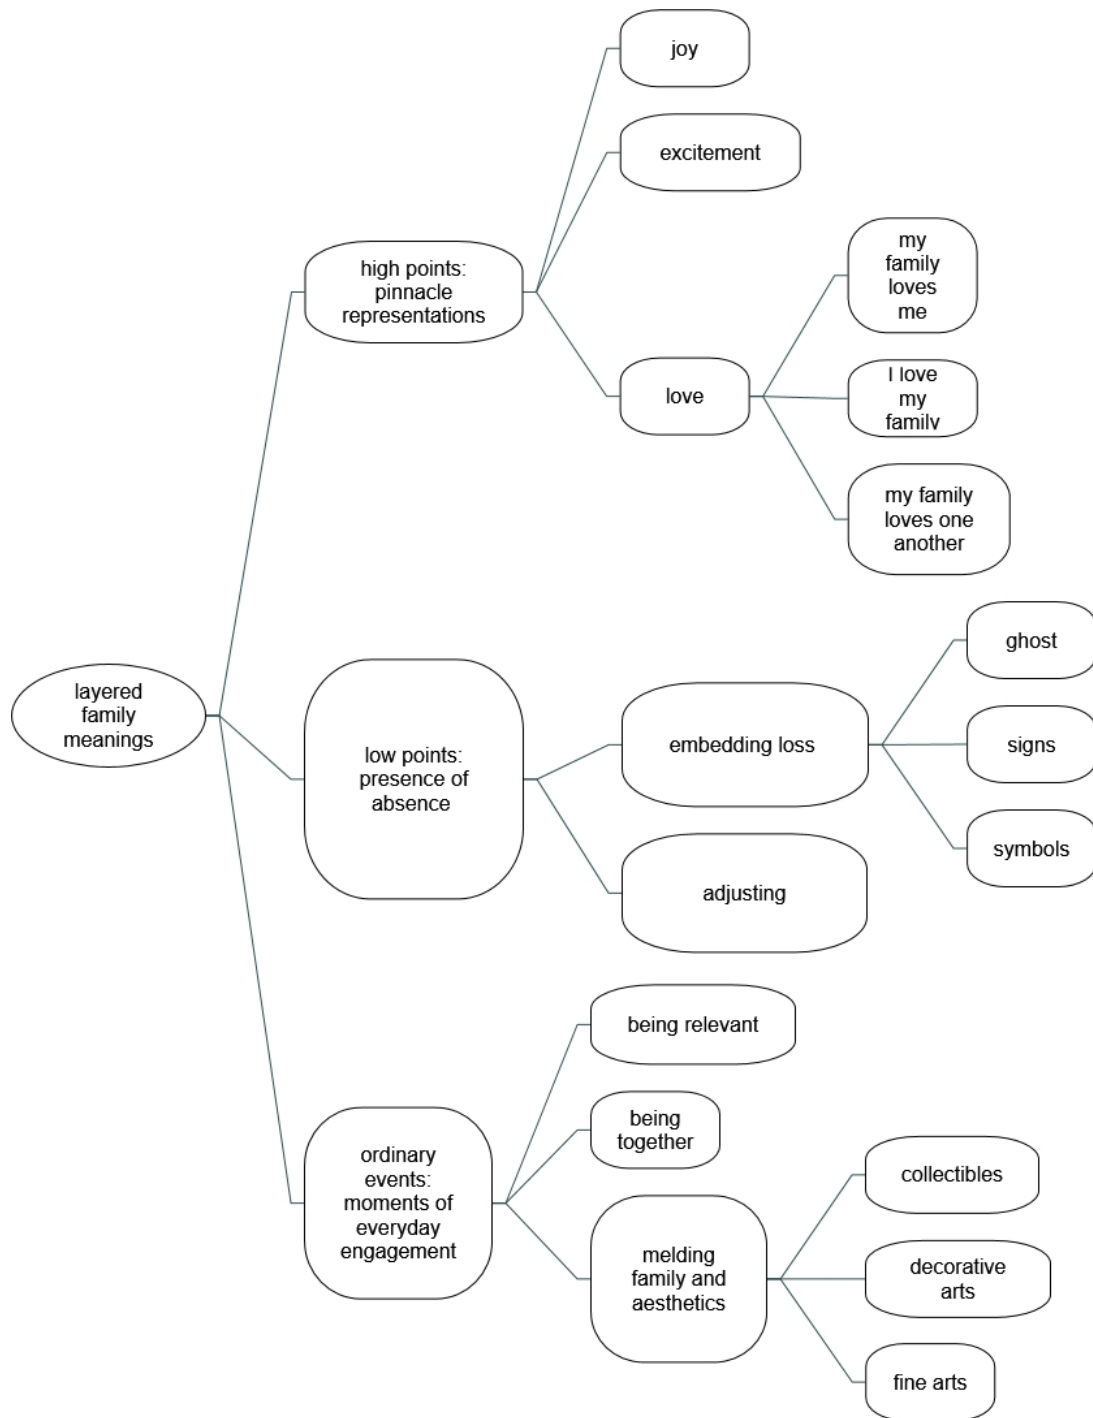 joy
excitement
high points:
pinnacle
representations
my
family
loves
me
love
I love
my
family
my family
loves one
another
layered
family
meanings
low points:
presence of
absence
embedding loss
ghost
signs
symbols
adjusting
being relevant
being
together
ordinary
events:
moments of
everyday
engagement
melding
family and
aesthetics
collectibles
decorative
arts
fine arts